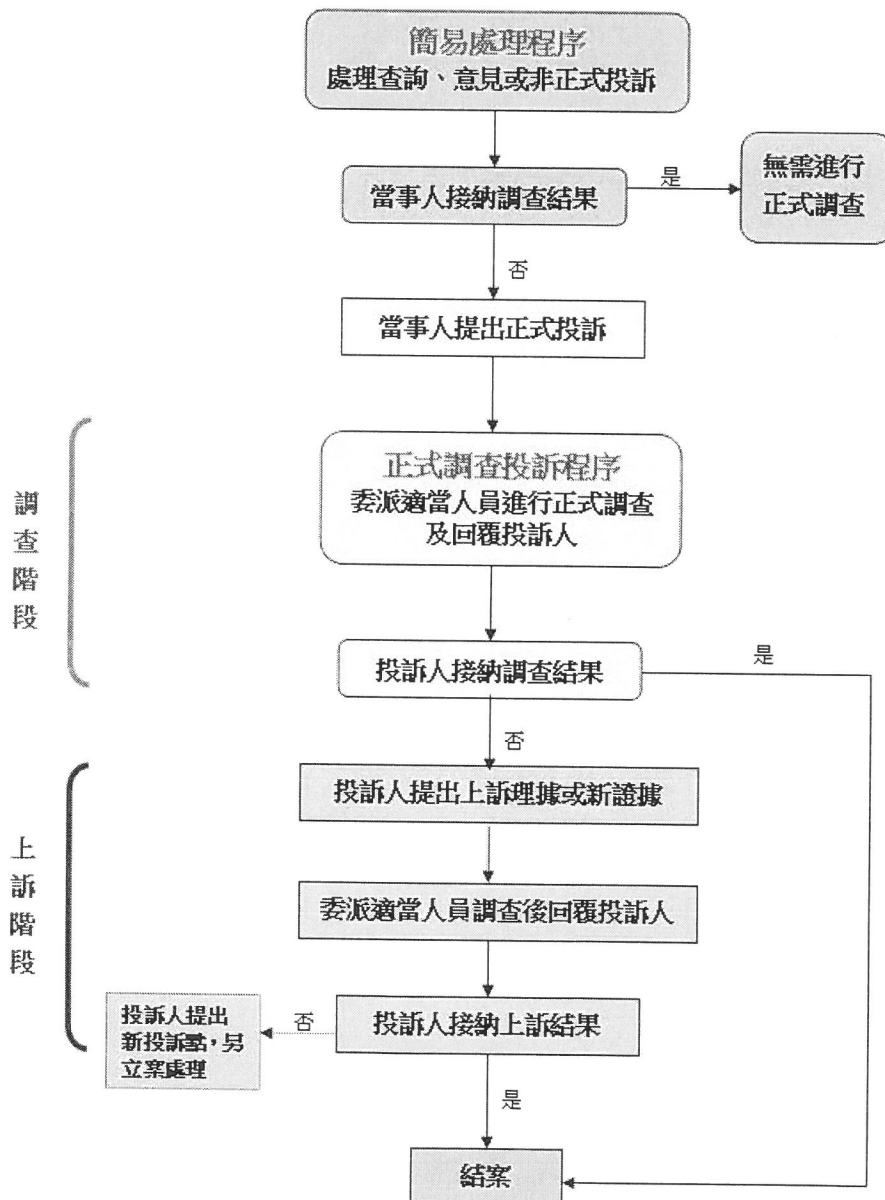 簡易處理程序
處理查詢、意見或非正式投訴
當事人接納調查結果
是
無需進行
正式調查
否
當事人提出正式投訴
調查階段
正式調查投訴程序
委派適當人員進行正式調查
及回覆投訴人
投訴人接納調查結果
是
否
上訴階段
投訴人提出上訴理據或新證據
委派適當人員調查後回覆投訴人
投訴人接納上訴結果
否
投訴人提出
新投訴點，另
立案處理
是
結案